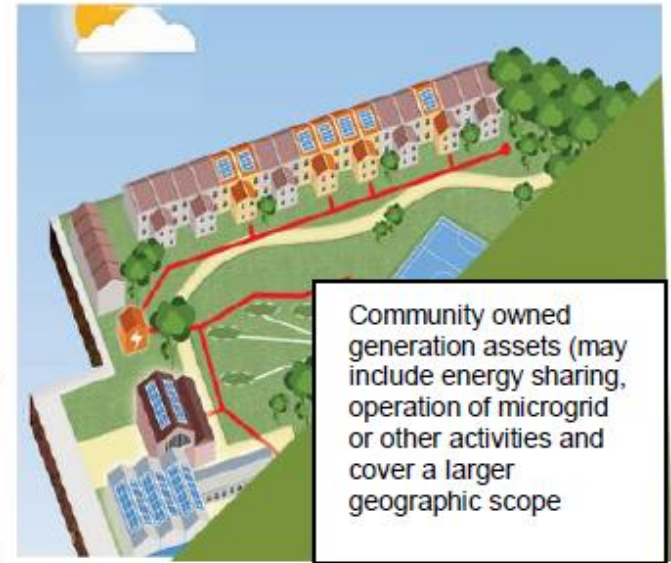 Community owned
generation assets (may
include energy sharing,
operation of microgrid
or other activities and
cover a larger
geographic scope